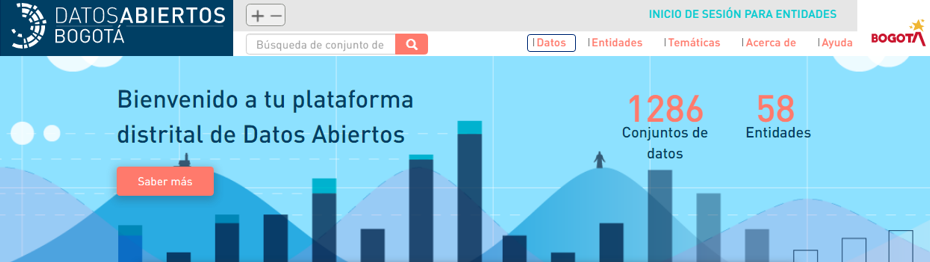 DATOSABIERTOS
BOGOTÁ
+ −
INICIO DE SESIÓN PARA ENTIDADES
Búsqueda de conjunto de
Datos
Entidades
Temáticas
Acerca de
Ayuda
BOGOTÁ
Bienvenido a tu plataforma
distrital de Datos Abiertos
Saber más
1286
Conjuntos de
datos
58
Entidades